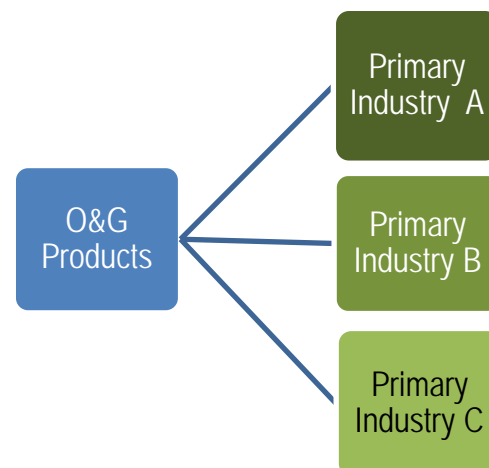 Primary
Industry A
O&G
Products
Primary
Industry B
Primary
Industry C